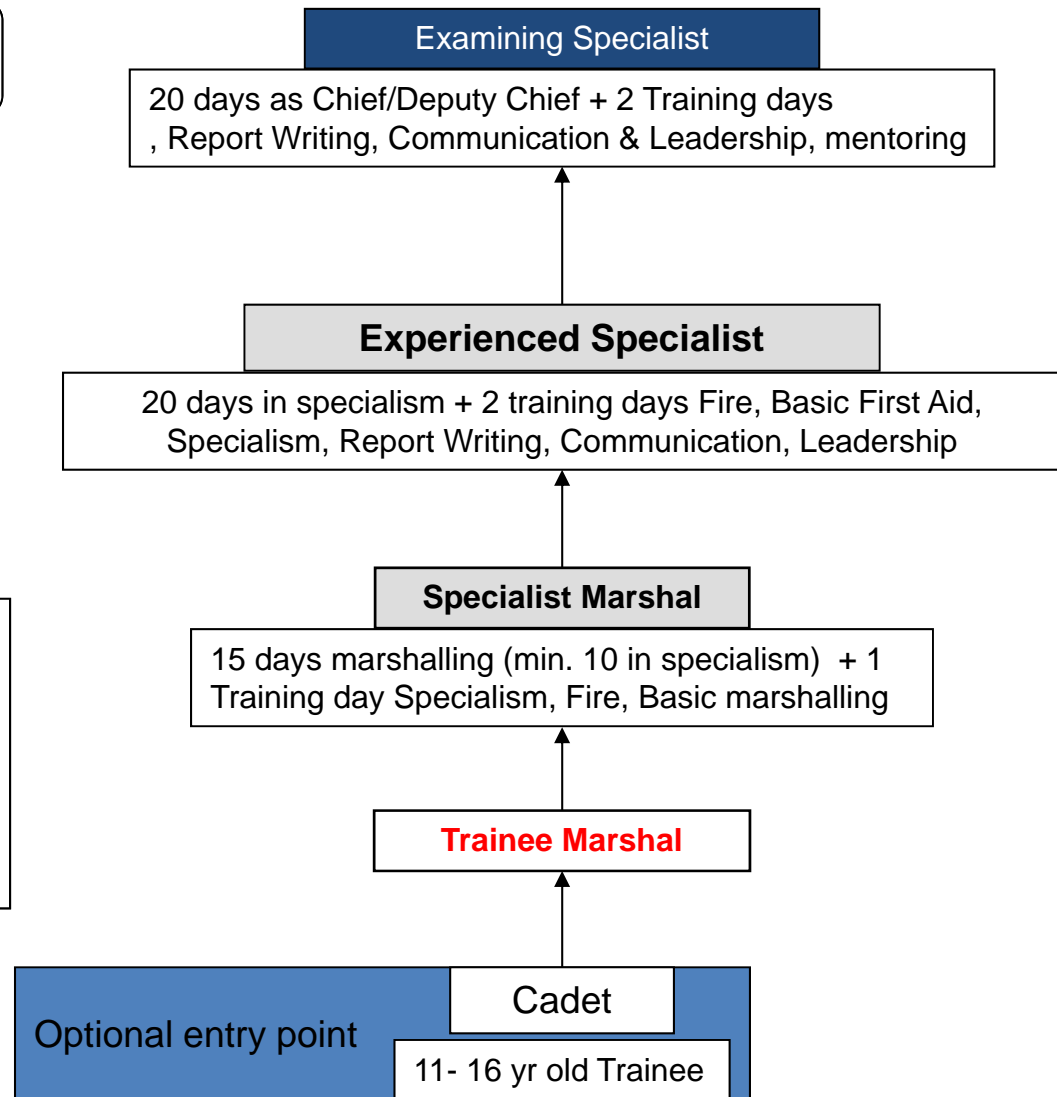 Examining Specialist
20 days as Chief/Deputy Chief + 2 Training days
, Report Writing, Communication & Leadership, mentoring
Experienced Specialist
20 days in specialism + 2 training days Fire, Basic First Aid,
Specialism, Report Writing, Communication, Leadership
Specialist Marshal
15 days marshalling (min. 10 in specialism) + 1
Training day Specialism, Fire, Basic marshalling
Trainee Marshal
Cadet
Optional entry point
11- 16 yr old Trainee